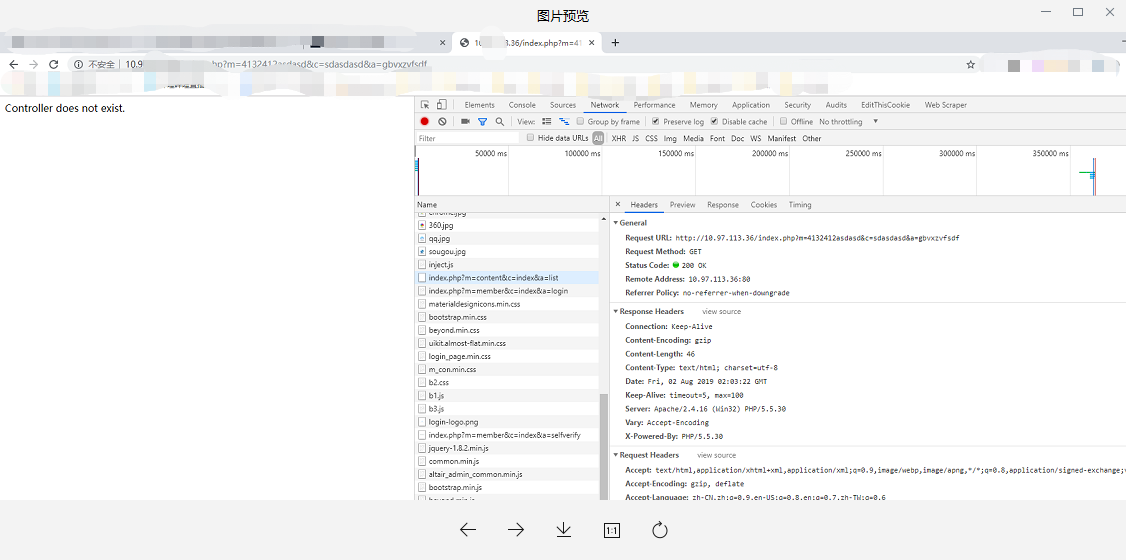 图片预览
36/index.php?m=41
不安全 10.9
php?m=4132412asdasd&c=sdasdasd&a=gbvxzvfsdf
Controller does not exist.
Elements Console Sources Network Performance Memory Application Security Audits EditThisCookie Web Scraper
View: Group by frame Preserve log Disable cache Offline No throttling
Filter Hide data URLs All XHR JS CSS Img Media Font Doc WS Manifest Other
50000 ms 100000 ms 150000 ms 200000 ms 250000 ms 300000 ms 350000 ms
Name
chrome.jpg
360.jpg
qq.jpg
sougou.jpg
inject.js
index.php?m=content&c=index&a=list
index.php?m=member&c=index&a=login
materialdesignicons.min.css
bootstrap.min.css
beyond.min.css
uikit.almost-flat.min.css
login_page.min.css
m_con.min.css
b2.css
b1.js
b3.js
login-logo.png
index.php?m=member&c=index&a=selfverify
jquery-1.8.2.min.js
common.min.js
altair_admin_common.min.js
bootstrap.min.js
beyond.min.js
× Headers Preview Response Cookies Timing
General
Request URL: http://10.97.113.36/index.php?m=4132412asdasd&c=sdasdasd&a=gbvxzvfsdf
Request Method: GET
Status Code: 200 OK
Remote Address: 10.97.113.36:80
Referrer Policy: no-referrer-when-downgrade
Response Headers view source
Connection: Keep-Alive
Content-Encoding: gzip
Content-Length: 46
Content-Type: text/html; charset=utf-8
Date: Fri, 02 Aug 2019 02:03:22 GMT
Keep-Alive: timeout=5, max=100
Server: Apache/2.4.16 (Win32) PHP/5.5.30
Vary: Accept-Encoding
X-Powered-By: PHP/5.5.30
Request Headers view source
Accept: text/html,application/xhtml+xml,application/xml;q=0.9,image/webp,image/apng,*/*;q=0.8,application/signed-exchange;
Accept-Encoding: gzip, deflate
Accept-Language: zh-CN,zh;q=0.9,en-US;q=0.8,en;q=0.7,zh-TW;q=0.6
1:1